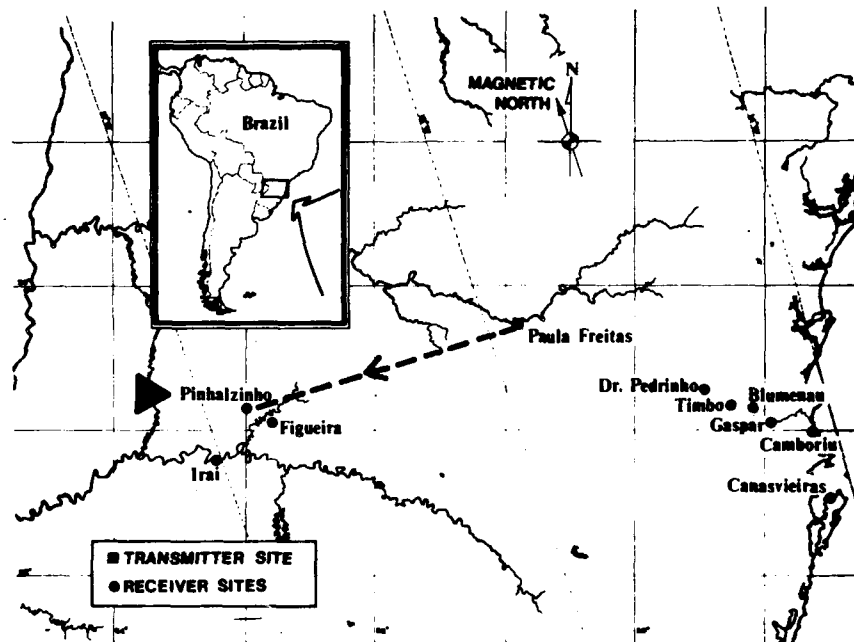 MAGNETIC
NORTH
N
Brazil
Paula Freitas
Dr. Pedrinho
Pinhalzinho
Timbo
Blumenau
Figueira
Gaspar
Camboriu
Irai
Canasvieiras
TRANSMITTER SITE
RECEIVER SITES